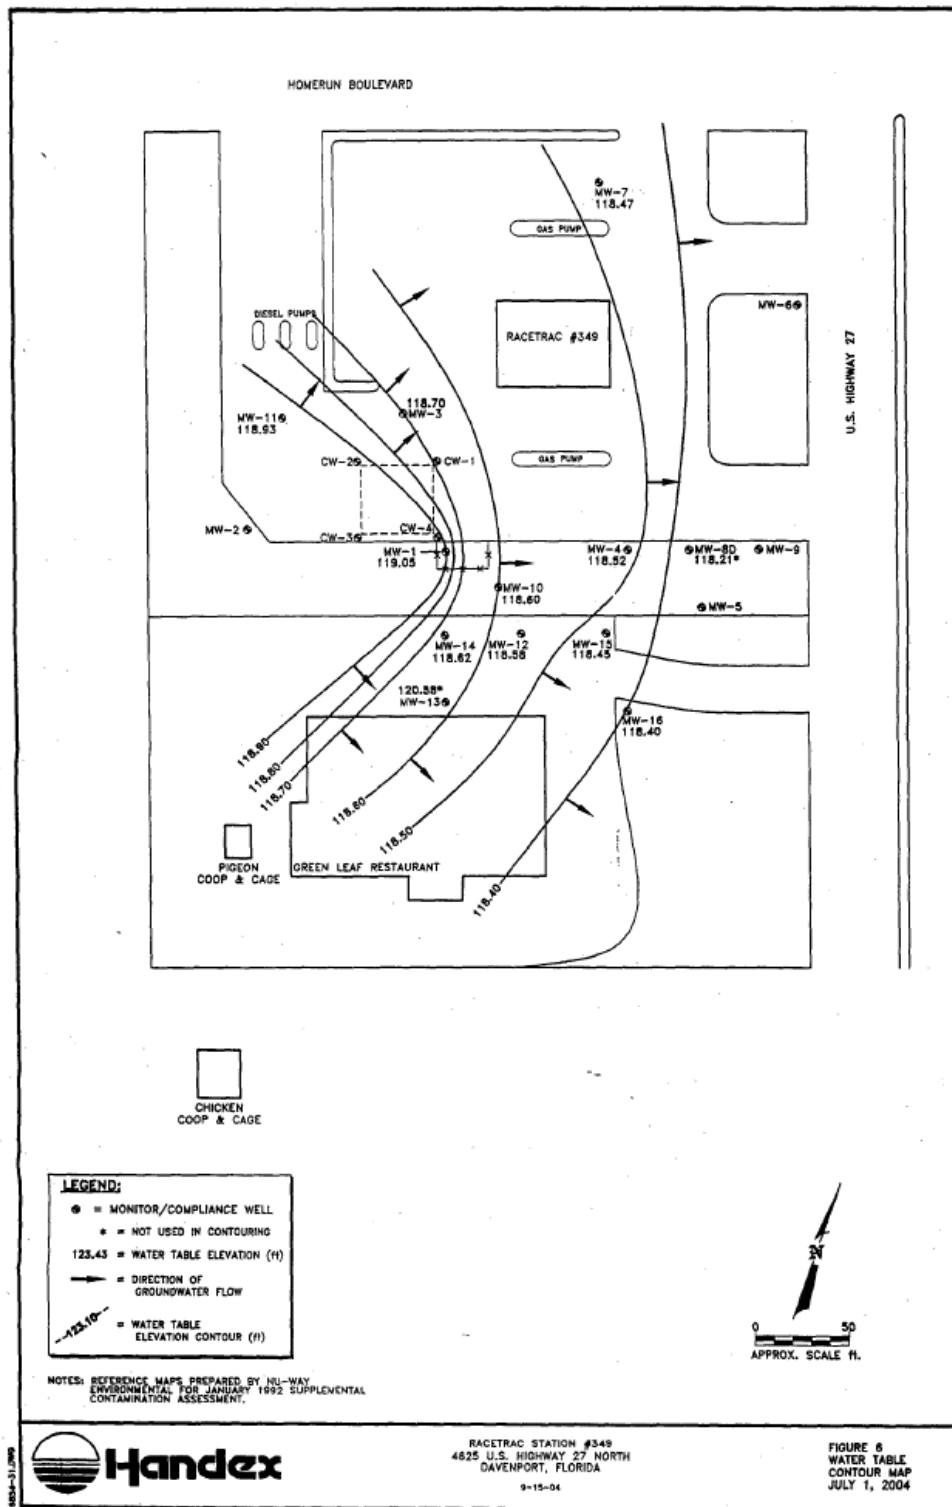 HOMERUN BOULEVARD
MW-7
118.47
GAS PUMP
MW-6
DIESEL PUMPS
RACETRAC #349
U.S. HIGHWAY 27
118.70
MW-3
MW-11
118.93
CW-2
CW-1
GAS PUMP
MW-2
CW-3
CW-4
MW-1
119.05
MW-4
118.52
MW-8D
118.21*
MW-9
MW-10
118.60
MW-5
MW-14
118.62
MW-12
118.58
MW-15
118.45
120.58*
MW-13
MW-16
118.40
118.90
118.80
118.70
118.60
118.50
118.40
PIGEON
COOP & CAGE
GREEN LEAF RESTAURANT
CHICKEN
COOP & CAGE
LEGEND:
= MONITOR/COMPLIANCE WELL
* = NOT USED IN CONTOURING
123.43 = WATER TABLE ELEVATION (ft)
= DIRECTION OF
GROUNDWATER FLOW
123.10 = WATER TABLE
ELEVATION CONTOUR (ft)
N
0 50
APPROX. SCALE ft.
NOTES: REFERENCE MAPS PREPARED BY NU-WAY
ENVIRONMENTAL FOR JANUARY 1992 SUPPLEMENTAL
CONTAMINATION ASSESSMENT.
Handex
RACETRAC STATION #349
4625 U.S. HIGHWAY 27 NORTH
DAVENPORT, FLORIDA
9-15-04
FIGURE 6
WATER TABLE
CONTOUR MAP
JULY 1, 2004